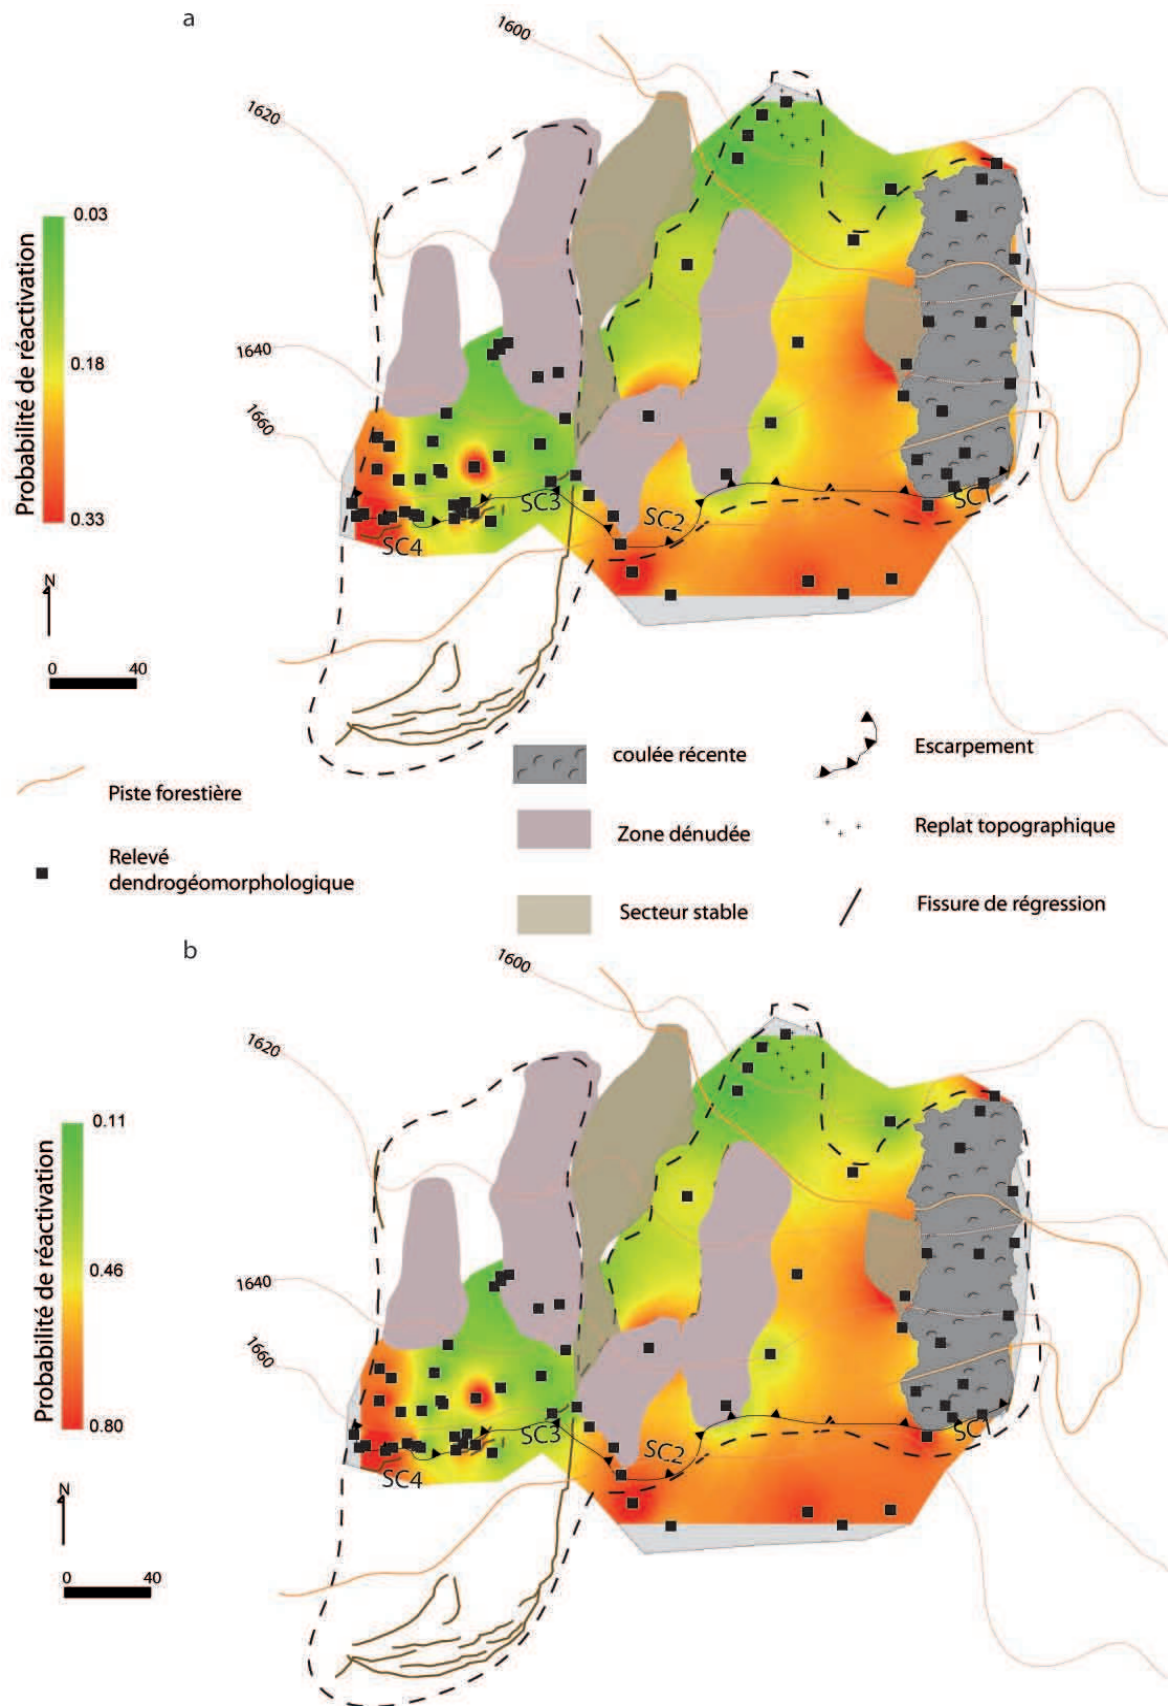 a
1600
1620
1640
1660
Probabilité de réactivation
0.03
0.18
0.33
SC1
SC2
SC3
SC4
N
0 40
Piste forestière
Relevé
dendrogéomorphologique
coulée récente
Zone dénudée
Secteur stable
Escarpement
Replat topographique
Fissure de régression
b
1600
1620
1640
1660
Probabilité de réactivation
0.11
0.46
0.80
SC1
SC2
SC3
SC4
N
0 40